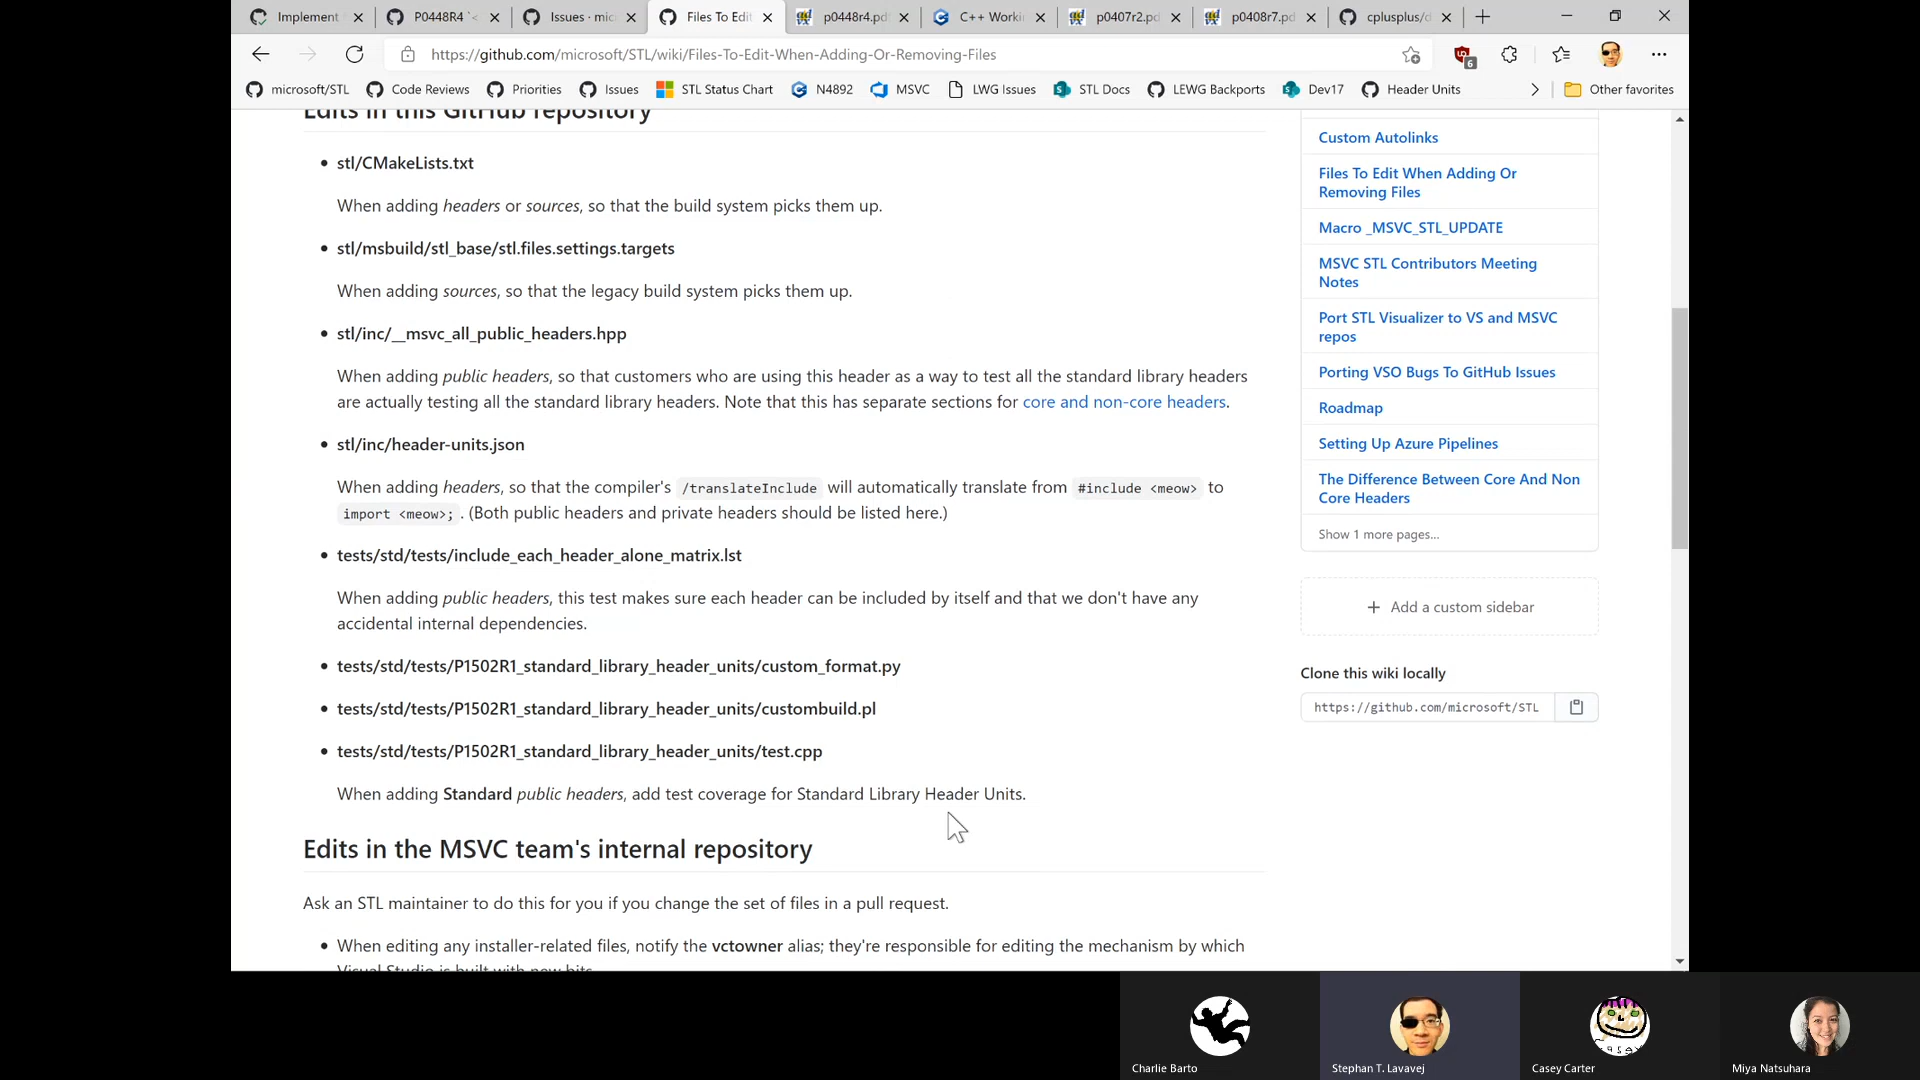 Implement
P0448R4 `<
Issues · mic
Files To Edit
p0448r4.pd
C++ Worki
p0407r2.pd
p0408r7.pd
cplusplus/d
https://github.com/microsoft/STL/wiki/Files-To-Edit-When-Adding-Or-Removing-Files
6
microsoft/STL
Code Reviews
Priorities
Issues
STL Status Chart
N4892
MSVC
LWG Issues
STL Docs
LEWG Backports
Dev17
Header Units
Other favorites
Edits in this GitHub repository
• stl/CMakeLists.txt
When adding headers or sources, so that the build system picks them up.
• stl/msbuild/stl_base/stl.files.settings.targets
When adding sources, so that the legacy build system picks them up.
• stl/inc/__msvc_all_public_headers.hpp
When adding public headers, so that customers who are using this header as a way to test all the standard library headers
are actually testing all the standard library headers. Note that this has separate sections for core and non-core headers.
• stl/inc/header-units.json
When adding headers, so that the compiler's /translateInclude will automatically translate from #include <meow> to
import <meow>; . (Both public headers and private headers should be listed here.)
• tests/std/tests/include_each_header_alone_matrix.lst
When adding public headers, this test makes sure each header can be included by itself and that we don't have any
accidental internal dependencies.
• tests/std/tests/P1502R1_standard_library_header_units/custom_format.py
• tests/std/tests/P1502R1_standard_library_header_units/custombuild.pl
• tests/std/tests/P1502R1_standard_library_header_units/test.cpp
When adding Standard public headers, add test coverage for Standard Library Header Units.
Edits in the MSVC team's internal repository
Ask an STL maintainer to do this for you if you change the set of files in a pull request.
• When editing any installer-related files, notify the vctowner alias; they're responsible for editing the mechanism by which
Visual Studio is built with new bits.
Custom Autolinks
Files To Edit When Adding Or
Removing Files
Macro _MSVC_STL_UPDATE
MSVC STL Contributors Meeting
Notes
Port STL Visualizer to VS and MSVC
repos
Porting VSO Bugs To GitHub Issues
Roadmap
Setting Up Azure Pipelines
The Difference Between Core And Non
Core Headers
Show 1 more pages...
+ Add a custom sidebar
Clone this wiki locally
https://github.com/microsoft/STL
Charlie Barto
Stephan T. Lavavej
Casey Carter
Miya Natsuhara